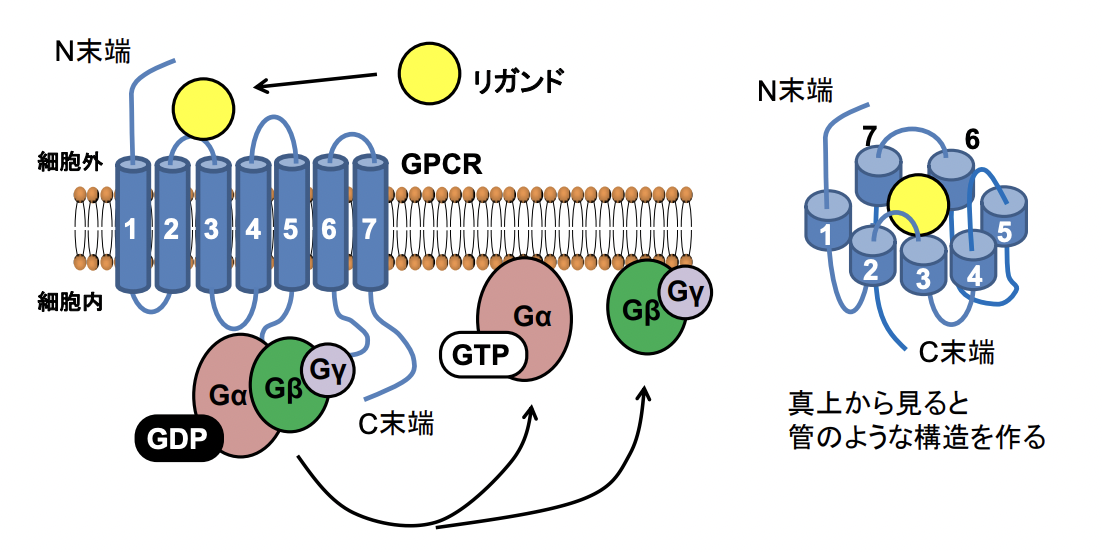 N末端
リガンド
細胞外
GPCR
1 2 3 4 5 6 7
細胞内
Gα
Gβ
Gγ
GDP
C末端
Gα
GTP
Gβ
Gγ
N末端
7
6
1
2
3
4
5
C末端
真上から見ると
管のような構造を作る